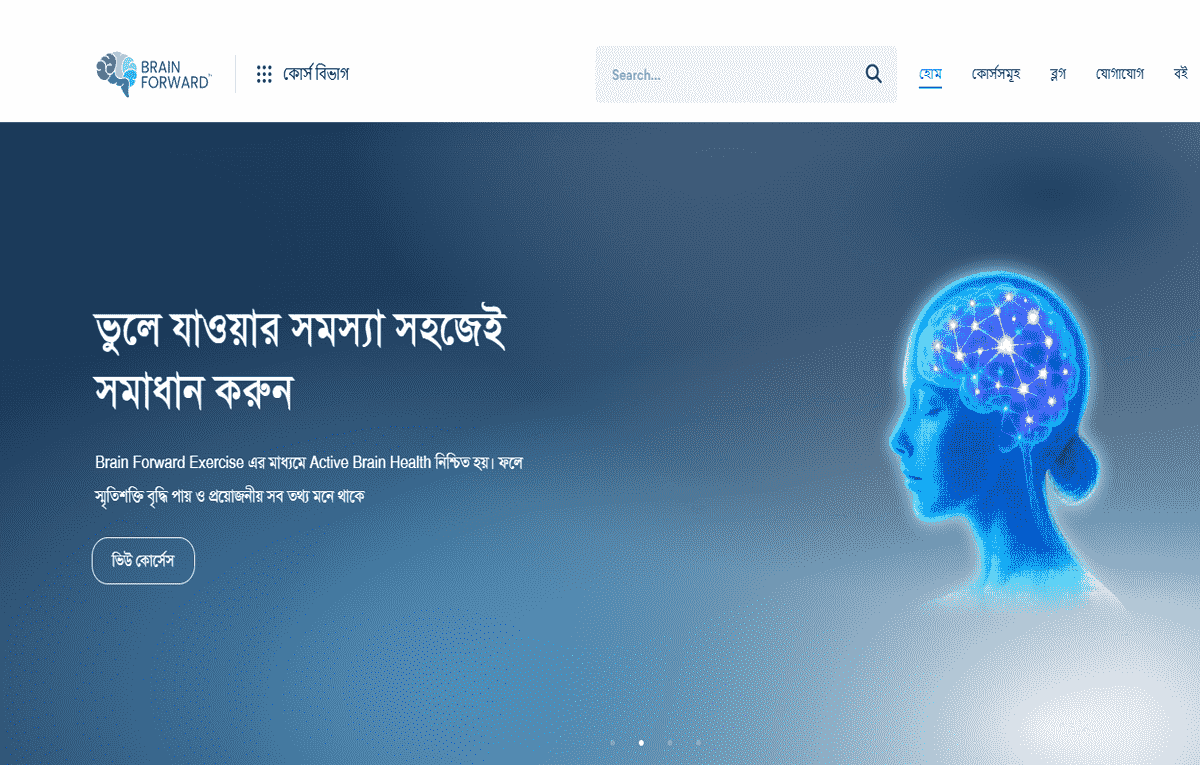 BRAIN
FORWARD™
কোর্স বিভাগ
Search...
হোম
কোর্সসমূহ
ব্লগ
যোগাযোগ
বই
ভুলে যাওয়ার সমস্যা সহজেই
সমাধান করুন
Brain Forward Exercise এর মাধ্যমে Active Brain Health নিশ্চিত হয়। ফলে
স্মৃতিশক্তি বৃদ্ধি পায় ও প্রয়োজনীয় সব তথ্য মনে থাকে
ভিউ কোর্সেস